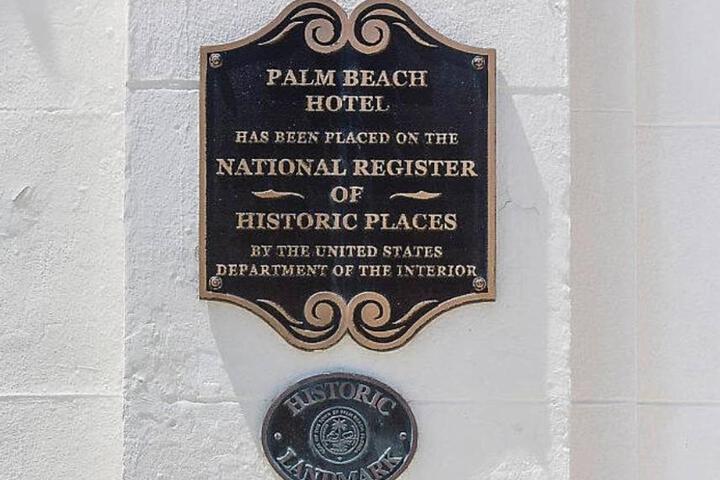 PALM BEACH
HOTEL
HAS BEEN PLACED ON THE
NATIONAL REGISTER
OF
HISTORIC PLACES
BY THE UNITED STATES
DEPARTMENT OF THE INTERIOR
HISTORIC
LANDMARK